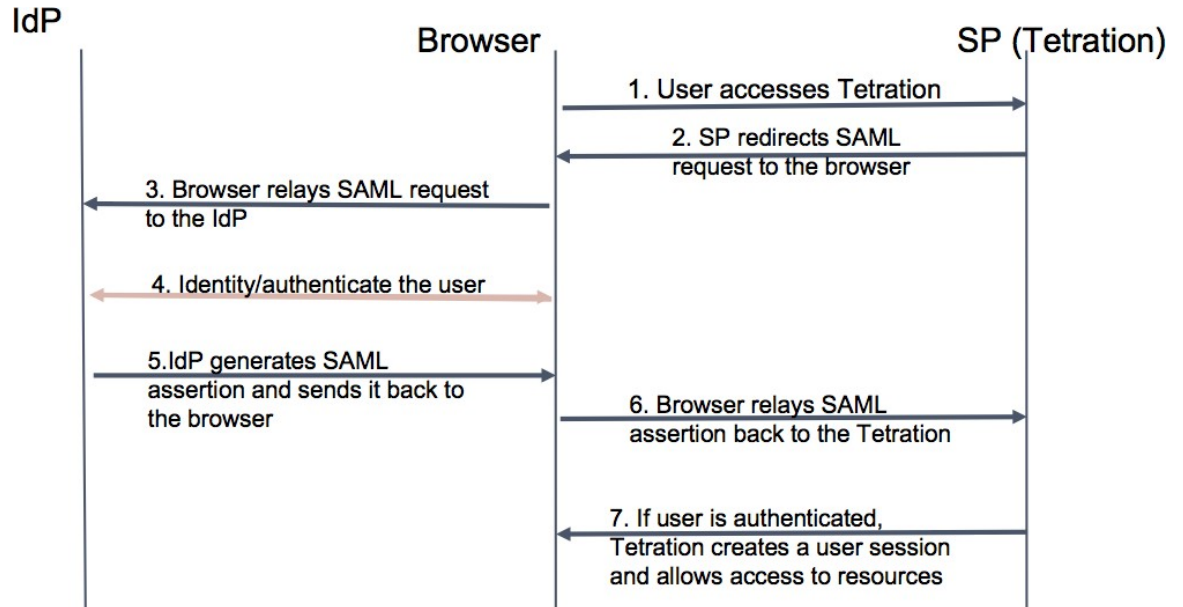 IdP
Browser
SP (Tetration)
1. User accesses Tetration
2. SP redirects SAML
request to the browser
3. Browser relays SAML request
to the IdP
4. Identity/authenticate the user
5.IdP generates SAML
assertion and sends it back to
the browser
6. Browser relays SAML
assertion back to the Tetration
7. If user is authenticated,
Tetration creates a user session
and allows access to resources